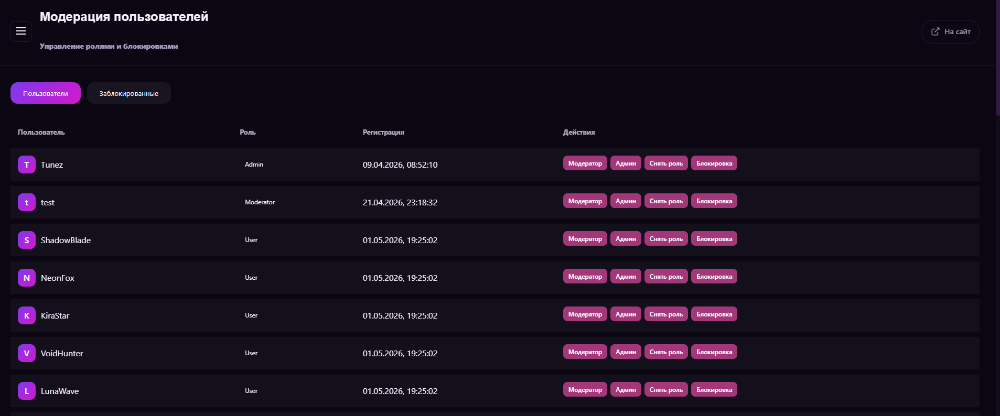 Модерация пользователей
Управление ролями и блокировками
На сайт
Пользователи Заблокированные
Пользователь Роль Регистрация Действия
T Tunez Admin 09.04.2026, 08:52:10 Модератор Админ Снять роль Блокировка
t test Moderator 21.04.2026, 23:18:32 Модератор Админ Снять роль Блокировка
S ShadowBlade User 01.05.2026, 19:25:02 Модератор Админ Снять роль Блокировка
N NeonFox User 01.05.2026, 19:25:02 Модератор Админ Снять роль Блокировка
K KiraStar User 01.05.2026, 19:25:02 Модератор Админ Снять роль Блокировка
V VoidHunter User 01.05.2026, 19:25:02 Модератор Админ Снять роль Блокировка
L LunaWave User 01.05.2026, 19:25:02 Модератор Админ Снять роль Блокировка